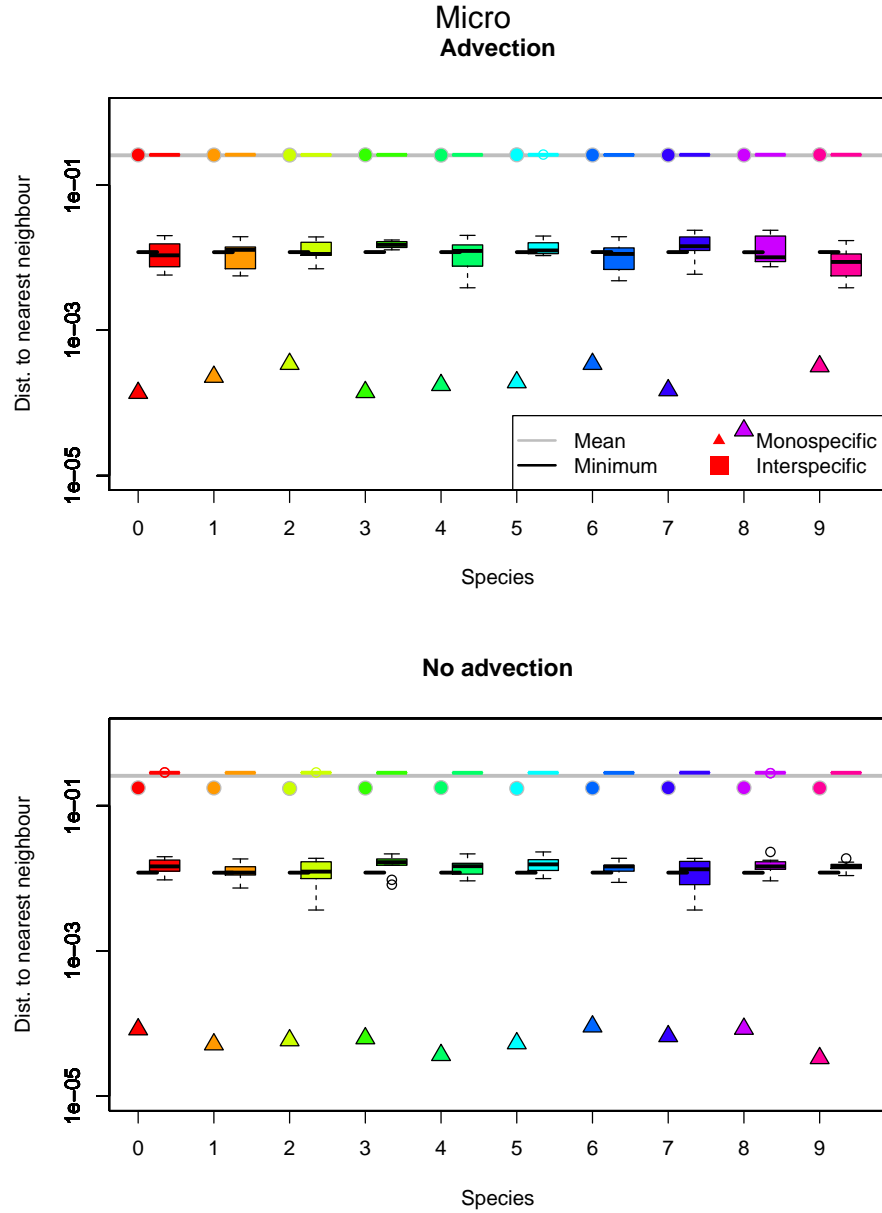 Micro
Advection
Dist. to nearest neighbour
1e-01
1e-03
1e-05
Mean
Minimum
Monospecific
Interspecific
0 1 2 3 4 5 6 7 8 9
Species
No advection
Dist. to nearest neighbour
1e-01
1e-03
1e-05
0 1 2 3 4 5 6 7 8 9
Species